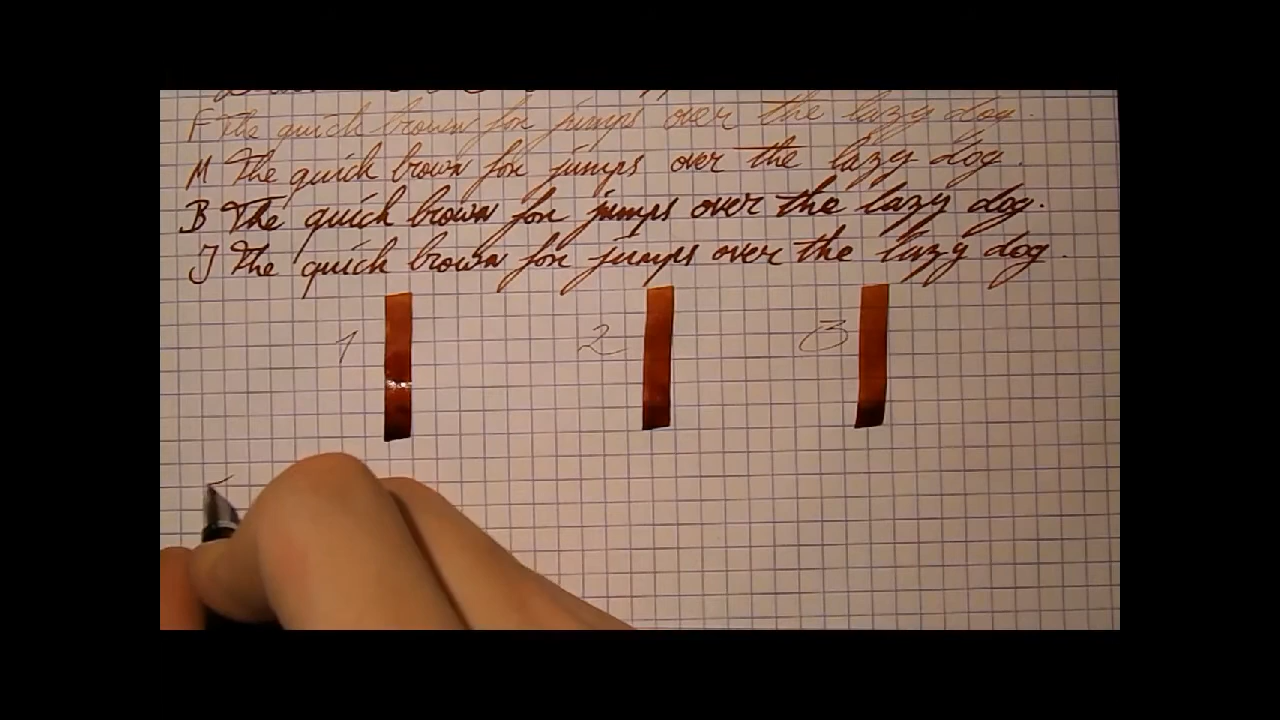 F The quick brown fox jumps over the lazy dog.
M The quick brown fox jumps over the lazy dog.
B The quick brown fox jumps over the lazy dog.
J The quick brown fox jumps over the lazy dog.
1 2 3